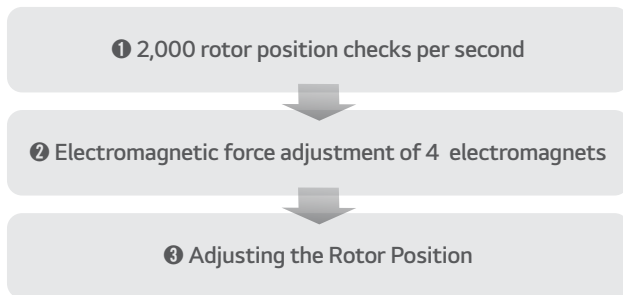 ❶ 2,000 rotor position checks per second
❷ Electromagnetic force adjustment of 4 electromagnets
❸ Adjusting the Rotor Position